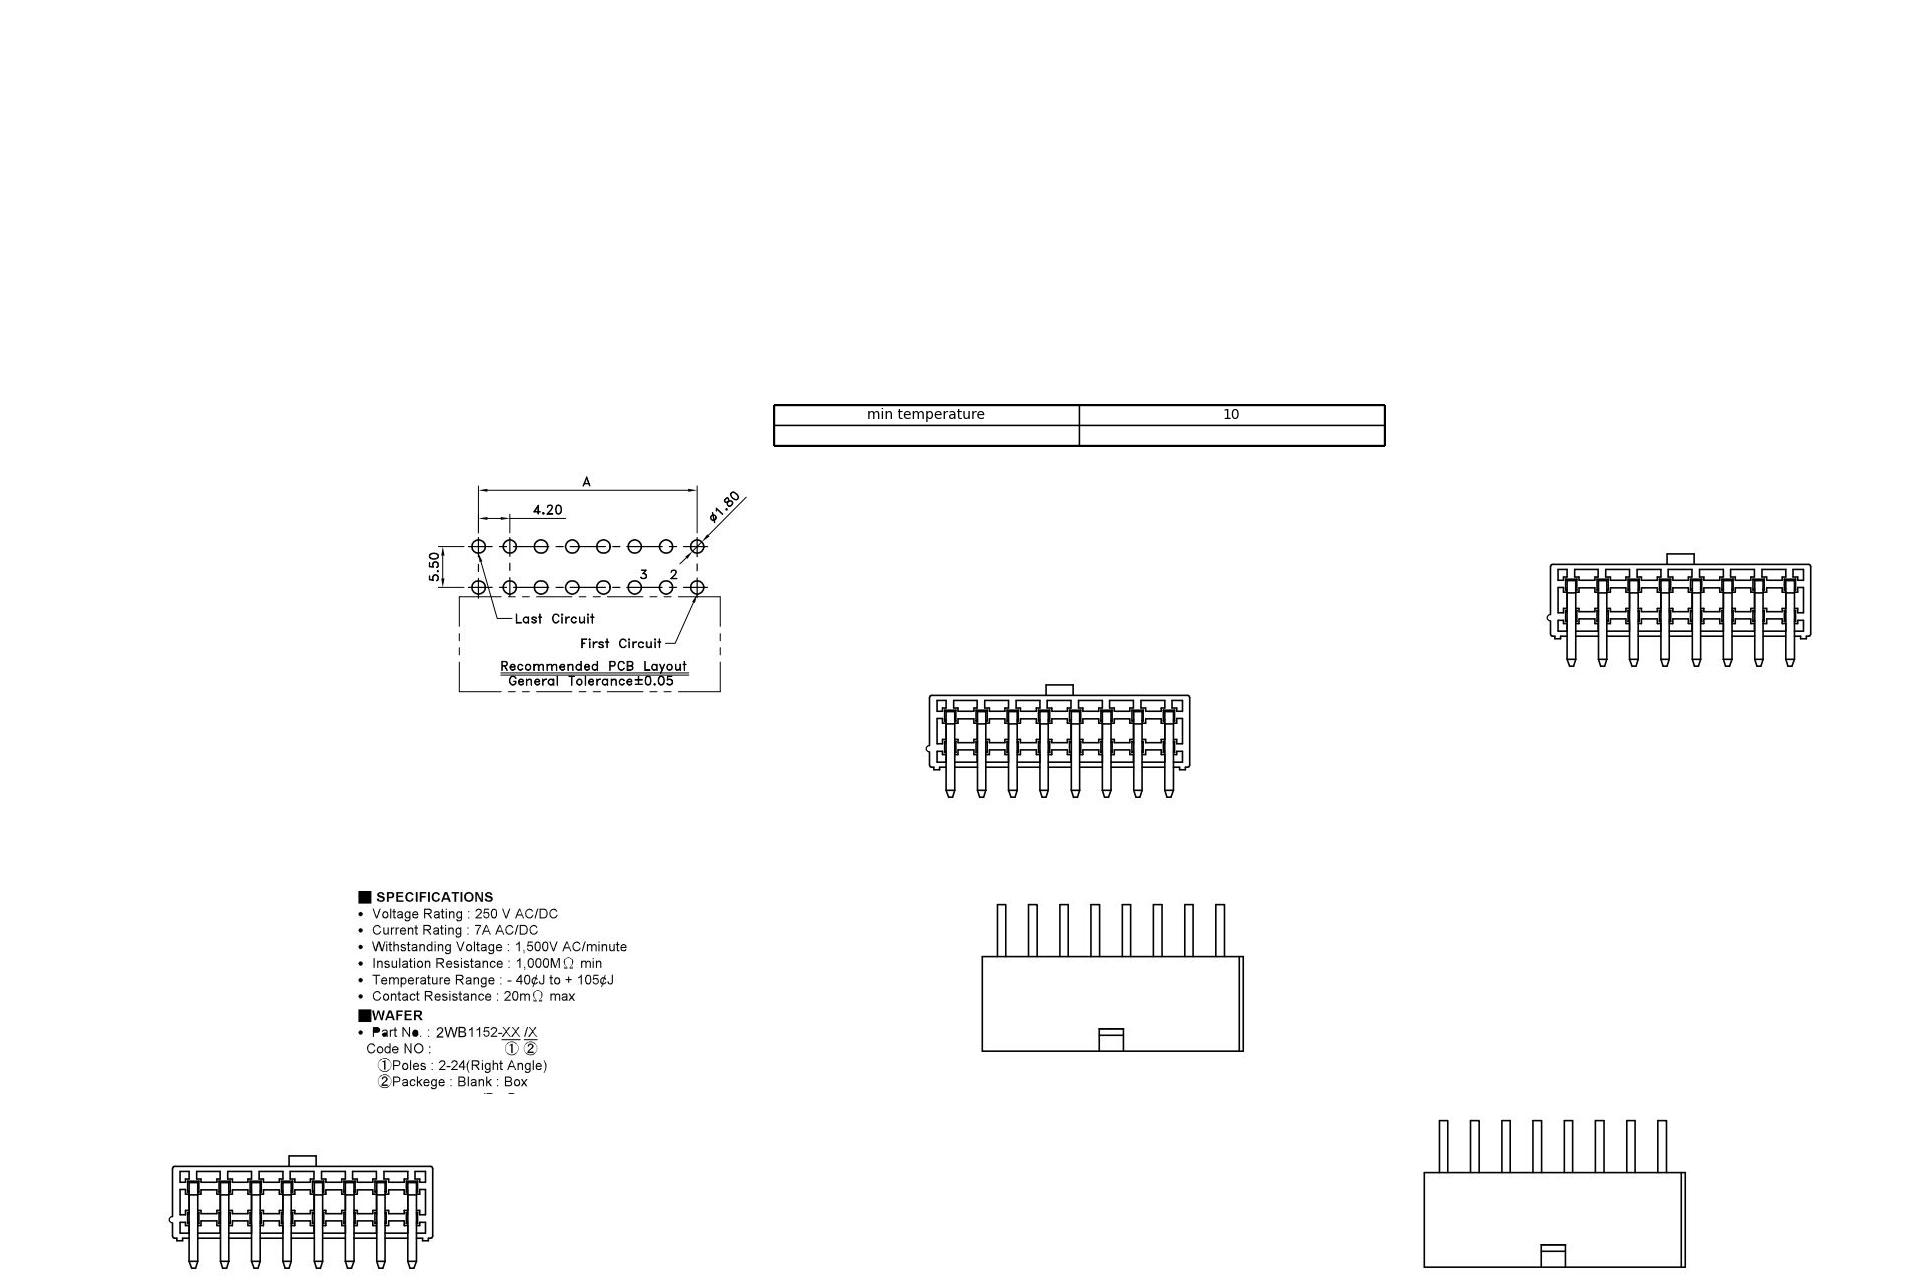 min temperature 10
A
4.20
ø1.80
5.50
3 2
Last Circuit
First Circuit
Recommended PCB Layout
General Tolerance±0.05
■ SPECIFICATIONS
• Voltage Rating : 250 V AC/DC
• Current Rating : 7A AC/DC
• Withstanding Voltage : 1,500V AC/minute
• Insulation Resistance : 1,000MΩ min
• Temperature Range : - 40¢J to + 105¢J
• Contact Resistance : 20mΩ max
■WAFER
• Part No. : 2WB1152-XX /X
Code NO : ① ②
①Poles : 2-24(Right Angle)
②Packege : Blank : Box